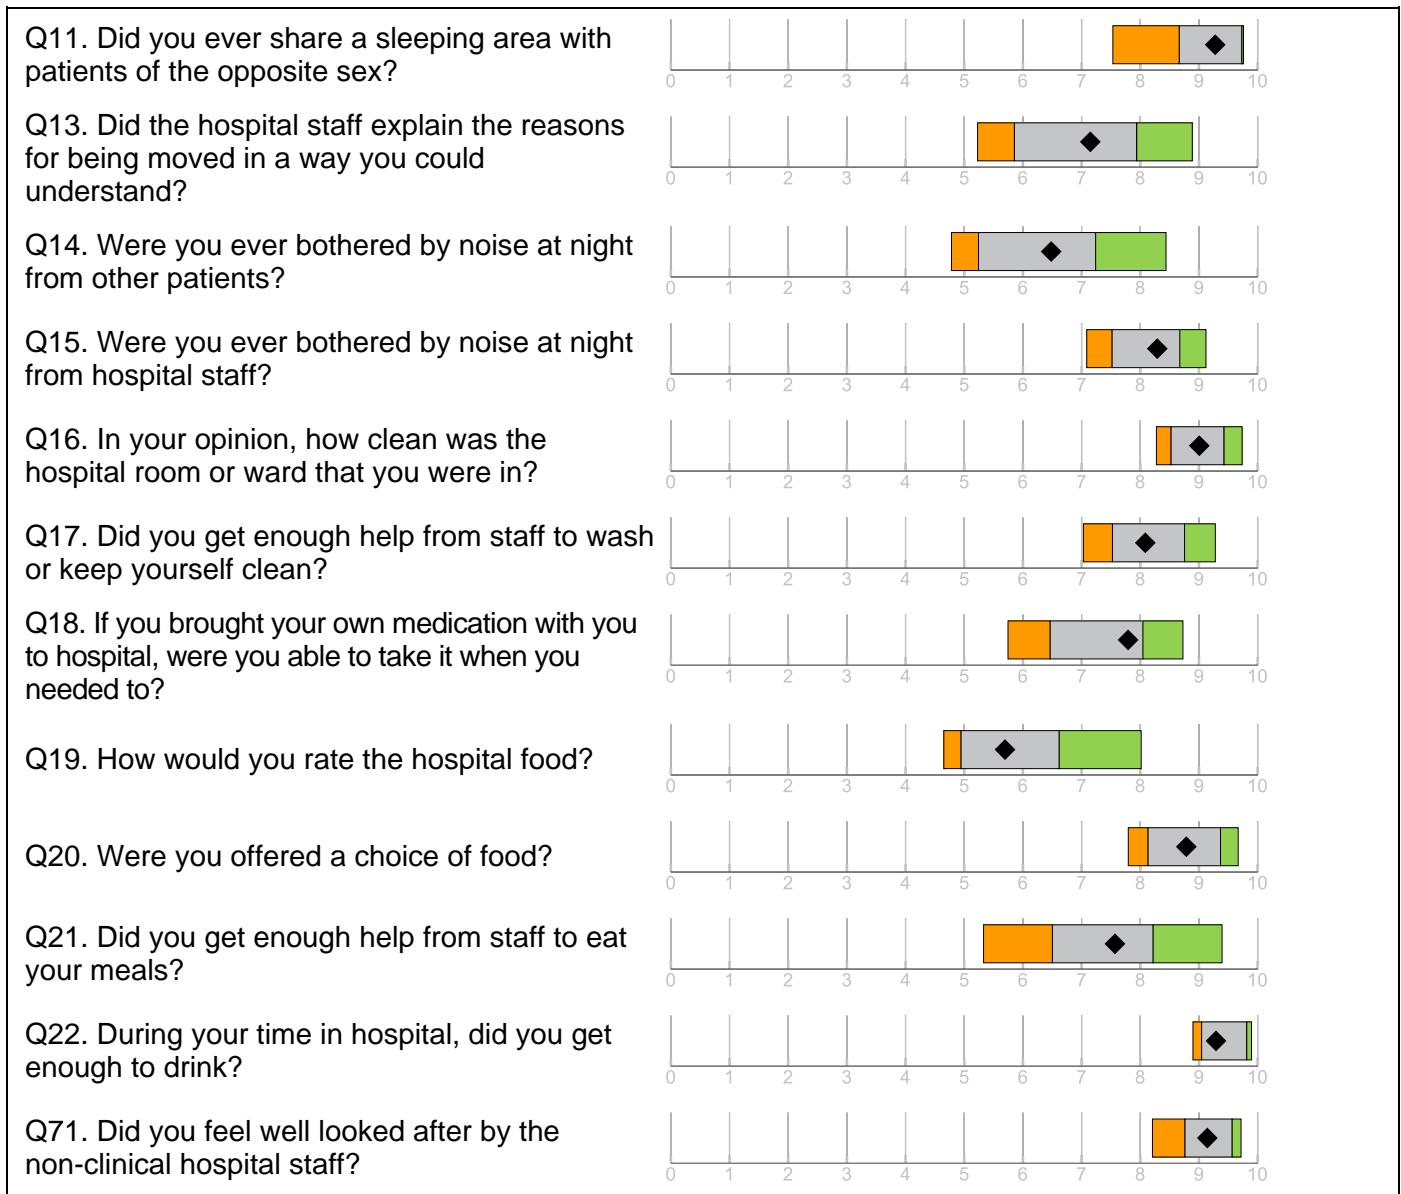 Q11. Did you ever share a sleeping area with
patients of the opposite sex?
0 1 2 3 4 5 6 7 8 9 10
Q13. Did the hospital staff explain the reasons
for being moved in a way you could
understand?
0 1 2 3 4 5 6 7 8 9 10
Q14. Were you ever bothered by noise at night
from other patients?
0 1 2 3 4 5 6 7 8 9 10
Q15. Were you ever bothered by noise at night
from hospital staff?
0 1 2 3 4 5 6 7 8 9 10
Q16. In your opinion, how clean was the
hospital room or ward that you were in?
0 1 2 3 4 5 6 7 8 9 10
Q17. Did you get enough help from staff to wash
or keep yourself clean?
0 1 2 3 4 5 6 7 8 9 10
Q18. If you brought your own medication with you
to hospital, were you able to take it when you
needed to?
0 1 2 3 4 5 6 7 8 9 10
Q19. How would you rate the hospital food?
0 1 2 3 4 5 6 7 8 9 10
Q20. Were you offered a choice of food?
0 1 2 3 4 5 6 7 8 9 10
Q21. Did you get enough help from staff to eat
your meals?
0 1 2 3 4 5 6 7 8 9 10
Q22. During your time in hospital, did you get
enough to drink?
0 1 2 3 4 5 6 7 8 9 10
Q71. Did you feel well looked after by the
non-clinical hospital staff?
0 1 2 3 4 5 6 7 8 9 10